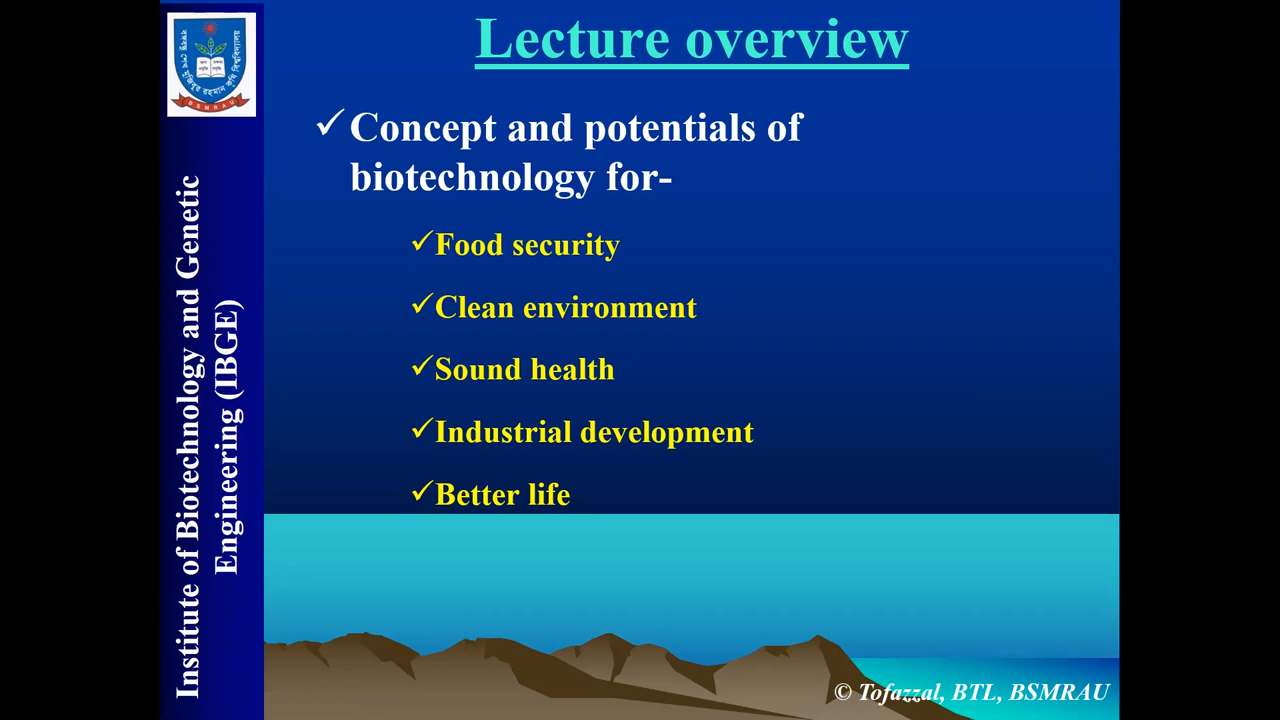 Lecture overview
✓Concept and potentials of
biotechnology for-
✓Food security
✓Clean environment
✓Sound health
✓Industrial development
✓Better life
Institute of Biotechnology and Genetic
Engineering (IBGE)
BSMRAU
© Tofazzal, BTL, BSMRAU